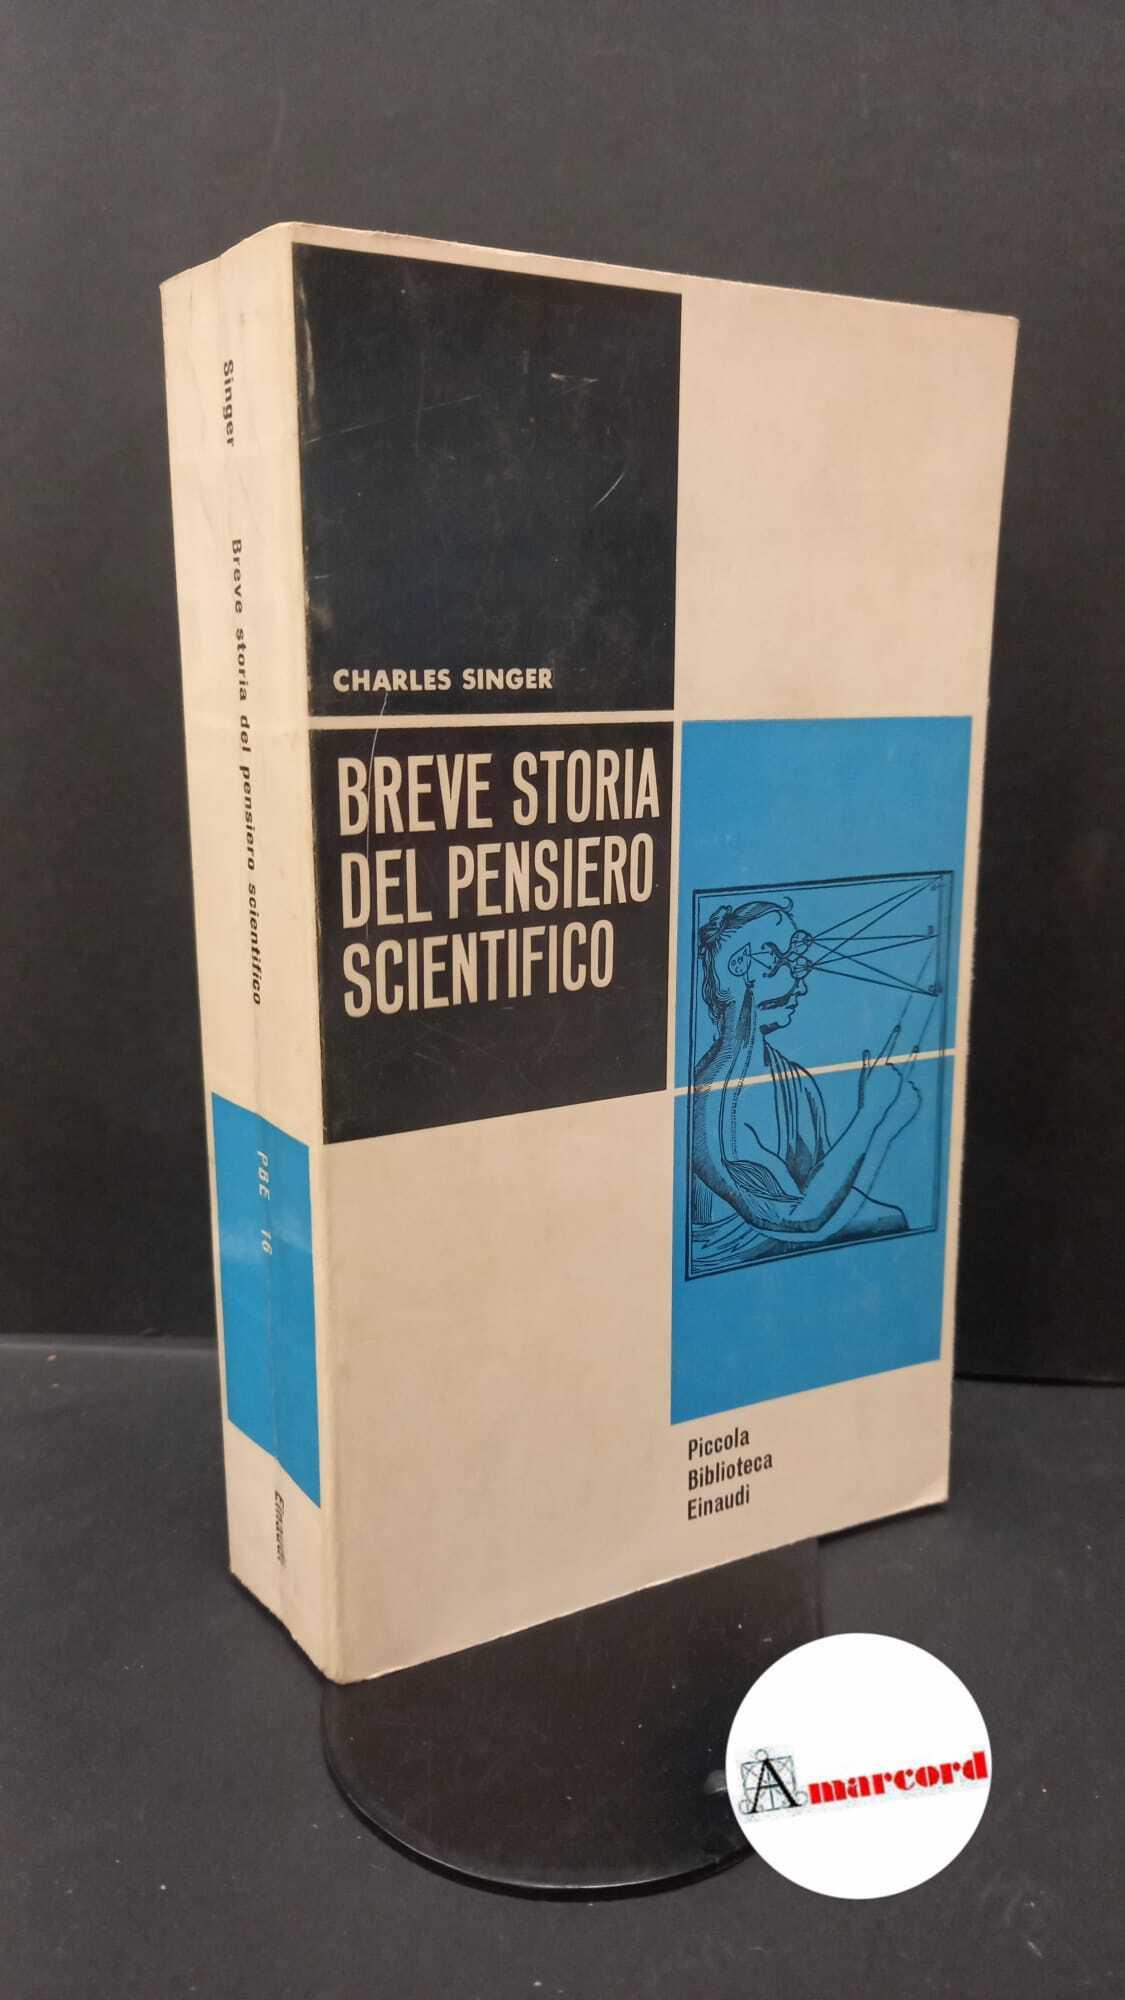 Singer
Breve storia del pensiero scientifico
PBE 16
Einaudi
CHARLES SINGER
BREVE STORIA
DEL PENSIERO
SCIENTIFICO
Piccola
Biblioteca
Einaudi
Amarcord